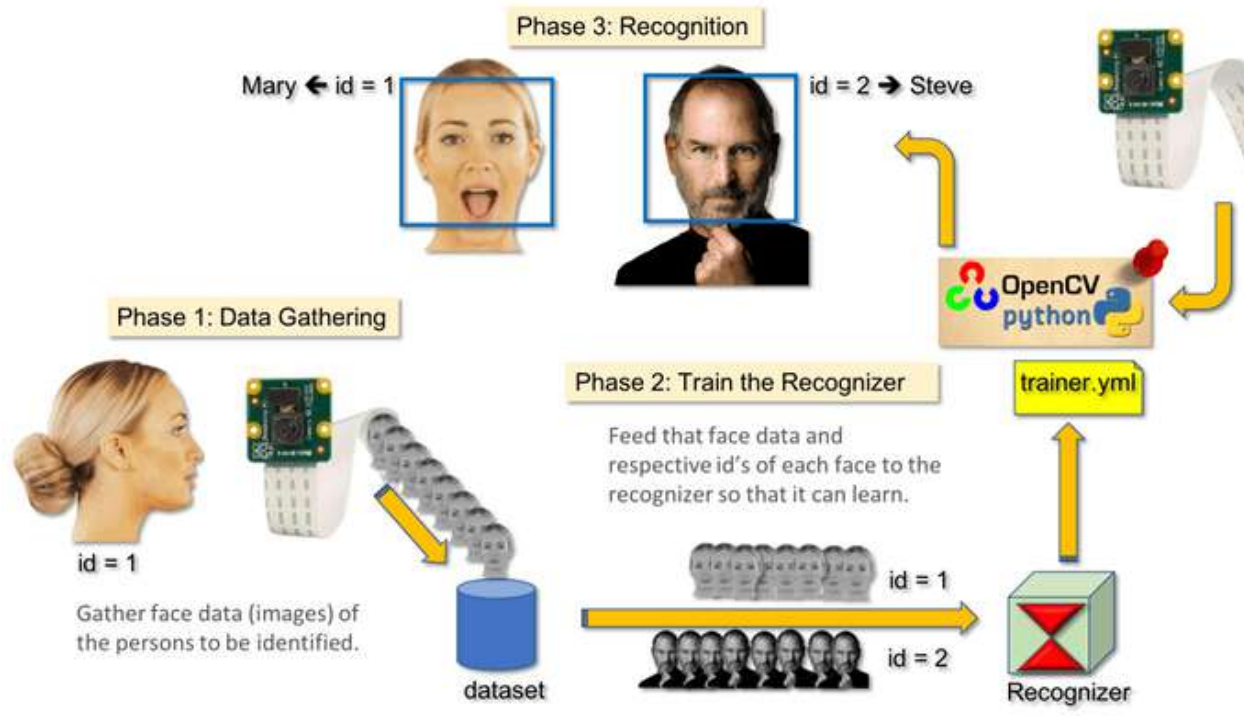 Phase 3: Recognition
Mary ← id = 1
id = 2 → Steve
OpenCV
python
Phase 1: Data Gathering
Phase 2: Train the Recognizer
trainer.yml
Feed that face data and
respective id's of each face to the
recognizer so that it can learn.
id = 1
Gather face data (images) of
the persons to be identified.
dataset
id = 1
id = 2
Recognizer